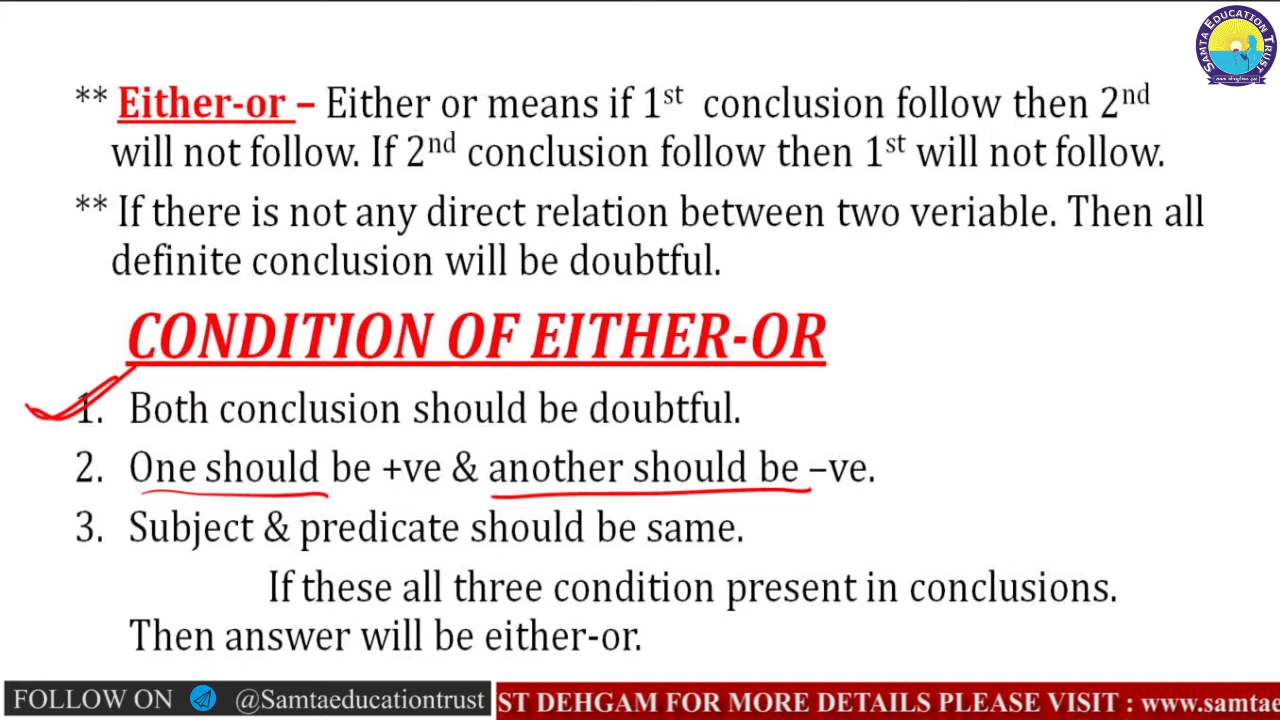 SAMTA EDUCATION TRUST
** Either-or – Either or means if 1st conclusion follow then 2nd
will not follow. If 2nd conclusion follow then 1st will not follow.
** If there is not any direct relation between two veriable. Then all
definite conclusion will be doubtful.
CONDITION OF EITHER-OR
1. Both conclusion should be doubtful.
2. One should be +ve & another should be –ve.
3. Subject & predicate should be same.
If these all three condition present in conclusions.
Then answer will be either-or.
FOLLOW ON @Samtaeducationtrust ST DEHGAM FOR MORE DETAILS PLEASE VISIT : www.samtae